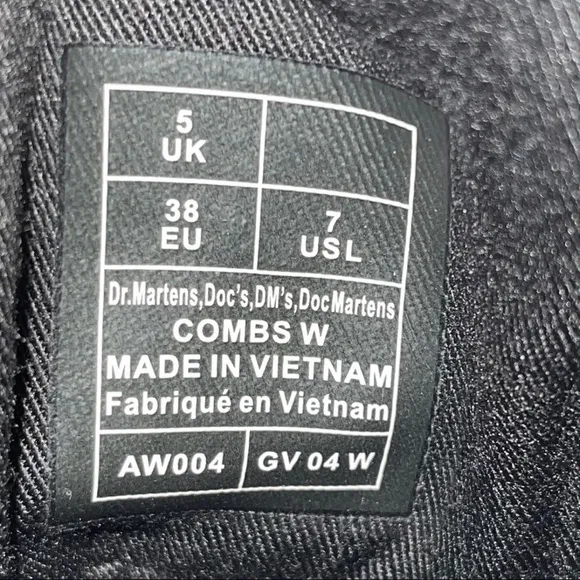 5
UK
38
EU
7
USL
Dr.Martens,Doc's,DM's,DocMartens
COMBS W
MADE IN VIETNAM
Fabriqué en Vietnam
AW004
GV 04 W